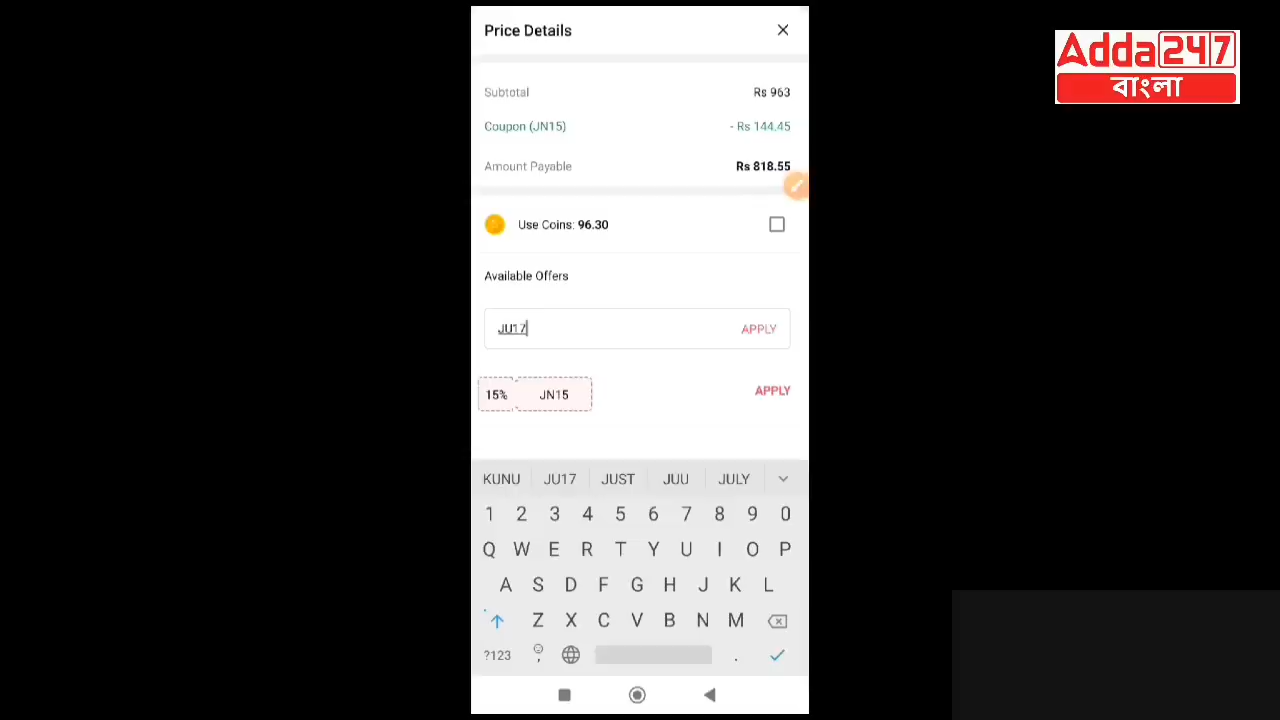 Price Details
Adda247
বাংলা
Subtotal Rs 963
Coupon (JN15) - Rs 144.45
Amount Payable Rs 818.55
Use Coins: 96.30
Available Offers
JU17 APPLY
15% JN15 APPLY
KUNU JU17 JUST JUU JULY
1 2 3 4 5 6 7 8 9 0
Q W E R T Y U I O P
A S D F G H J K L
Z X C V B N M
?123 , .